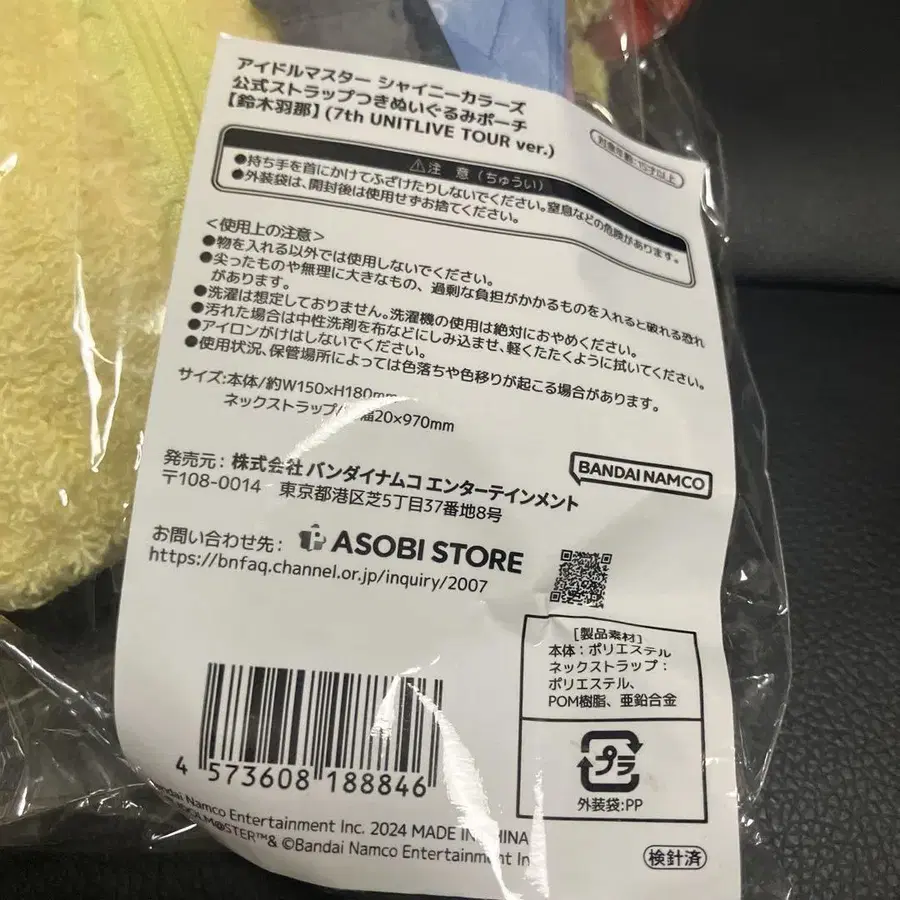 アイドルマスター シャイニーカラーズ
公式ストラップつきぬいぐるみポーチ
【鈴木羽那】(7th UNITLIVE TOUR ver.)
対象年齢:15才以上
⚠注 意(ちゅうい)
●持ち手を首にかけてふざけたりしないでください。窒息などの危険があります。
●外装袋は、開封後は使用せずお捨てください。
＜使用上の注意＞
●物を入れる以外では使用しないでください。
●尖ったものや無理に大きなもの、過剰な負担がかかるものを入れると破れる恐れ
があります。
●洗濯は想定しておりません。洗濯機の使用は絶対におやめください。
●汚れた場合は中性洗剤を布などにしみ込ませ、軽くたたくように拭いてください。
●アイロンがけはしないでください。
●使用状況、保管場所によっては色落ちや色移りが起こる場合があります。
サイズ:本体/約W150×H180mm
ネックストラップ/ 幅20×970mm
発売元：株式会社 バンダイナムコ エンターテインメント
〒108-0014 東京都港区芝5丁目37番地8号
BANDAI NAMCO
お問い合わせ先： ASOBI STORE
https://bnfaq.channel.or.jp/inquiry/2007
[製品素材]
本体：ポリエステル
ネックストラップ：
ポリエステル、
POM樹脂、亜鉛合金
プラ
外装袋:PP
4 573608 188846
Namco Entertainment Inc. 2024 MADE IN CHINA
©Bandai Namco Entertainment Inc.
検針済